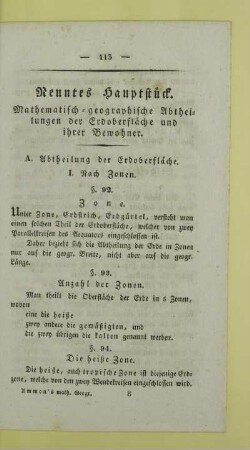 — 113 —
Neuntes Hauptstück.
Mathematisch-geographische Abthei-
lungen der Erdoberfläche und
ihrer Bewohner.
A. Abtheilung der Erdoberfläche.
I. Nach Zonen.
§. 92.
Zone.
Unter Zone, Erdstrich, Erdgürtel, versteht man
einen solchen Theil der Erdoberfläche, welcher von zwey
Parallelkreisen des Aequators eingeschlossen ist.
Daher bezieht sich die Abtheilung der Erde in Zonen
nur auf die geogr. Breite, nicht aber auf die geogr.
Länge.
§. 93.
Anzahl der Zonen.
Man theilt die Oberfläche der Erde in 5 Zonen,
wovon
eine die heiße
zwey andere die gemäßigten, und
die zwey übrigen die kalten genannt werden.
§. 94.
Die heiße Zone.
Die heiße, auch tropische Zone ist diejenige Erd-
zone, welche von den zwey Wendekreisen eingeschlossen wird.
Ammon's math. Geogr. 8